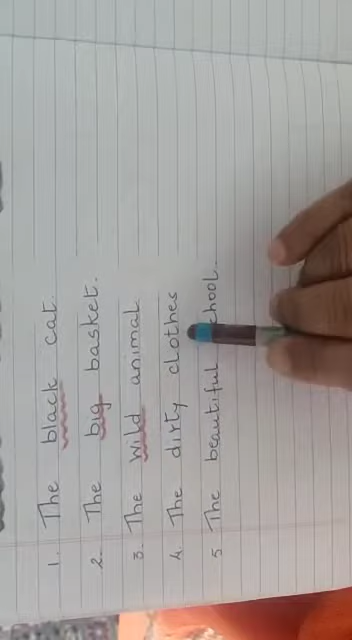 1. The black cat.
2. The big basket.
3. The wild animal
4. The dirty clothes
5. The beautiful chool.